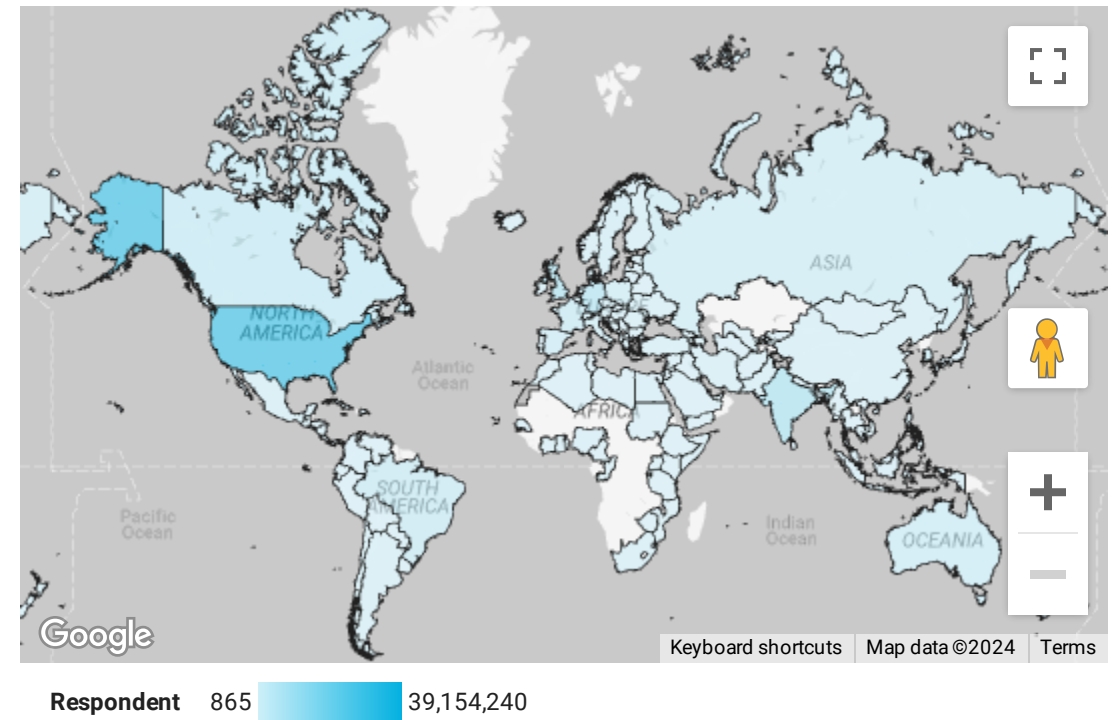 ASIA
EUROPE
NORTH
AMERICA
Atlantic
Ocean
AFRICA
SOUTH
AMERICA
Pacific
Ocean
Indian
Ocean
OCEANIA
Google
Keyboard shortcuts
Map data ©2024
Terms
Respondent 865 39,154,240